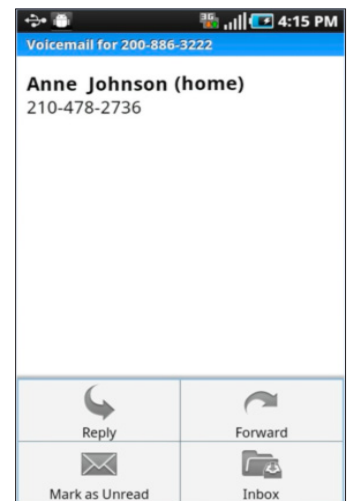 3G 4:15 PM
Voicemail for 200-886-3222
Anne Johnson (home)
210-478-2736
Reply Forward
Mark as Unread Inbox